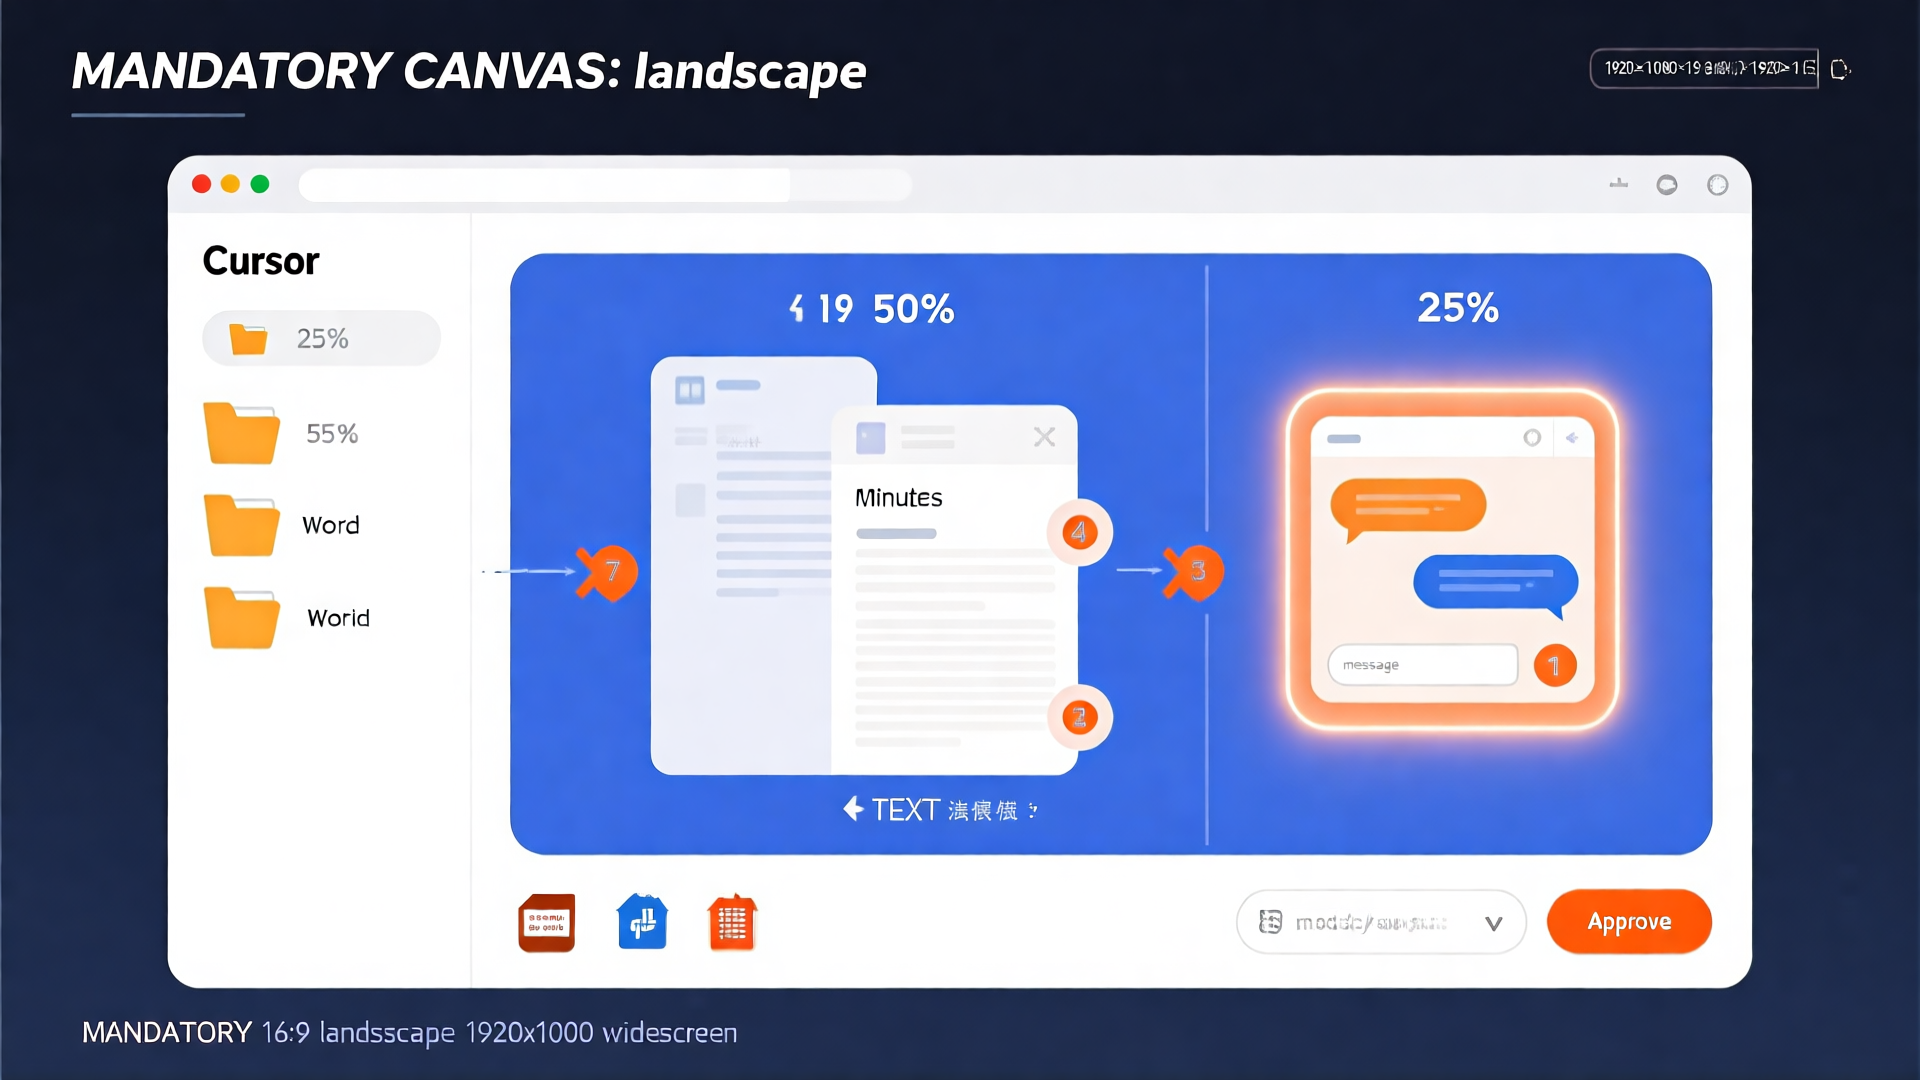 MANDATORY CANVAS: landscape
Cursor
25%
55%
Word
World
19 50%
25%
Minutes
4
7
3
2
message
1
TEXT
Approve
MANDATORY 16:9 landsscape 1920x1000 widescreen